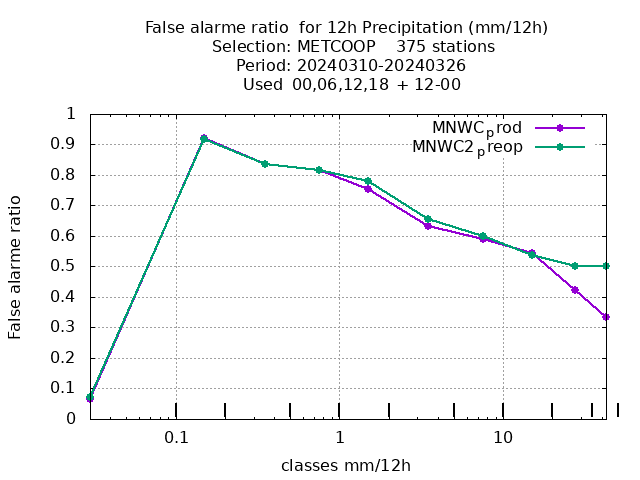 False alarme ratio  for 12h Precipitation (mm/12h)
Selection: METCOOP    375 stations
Period: 20240310-20240326
Used  00,06,12,18  + 12-00
MNWCprod
MNWC2preop
1
0.9
0.8
0.7
0.6
0.5
0.4
0.3
0.2
0.1
0
False alarme ratio
0.1 1 10
classes mm/12h